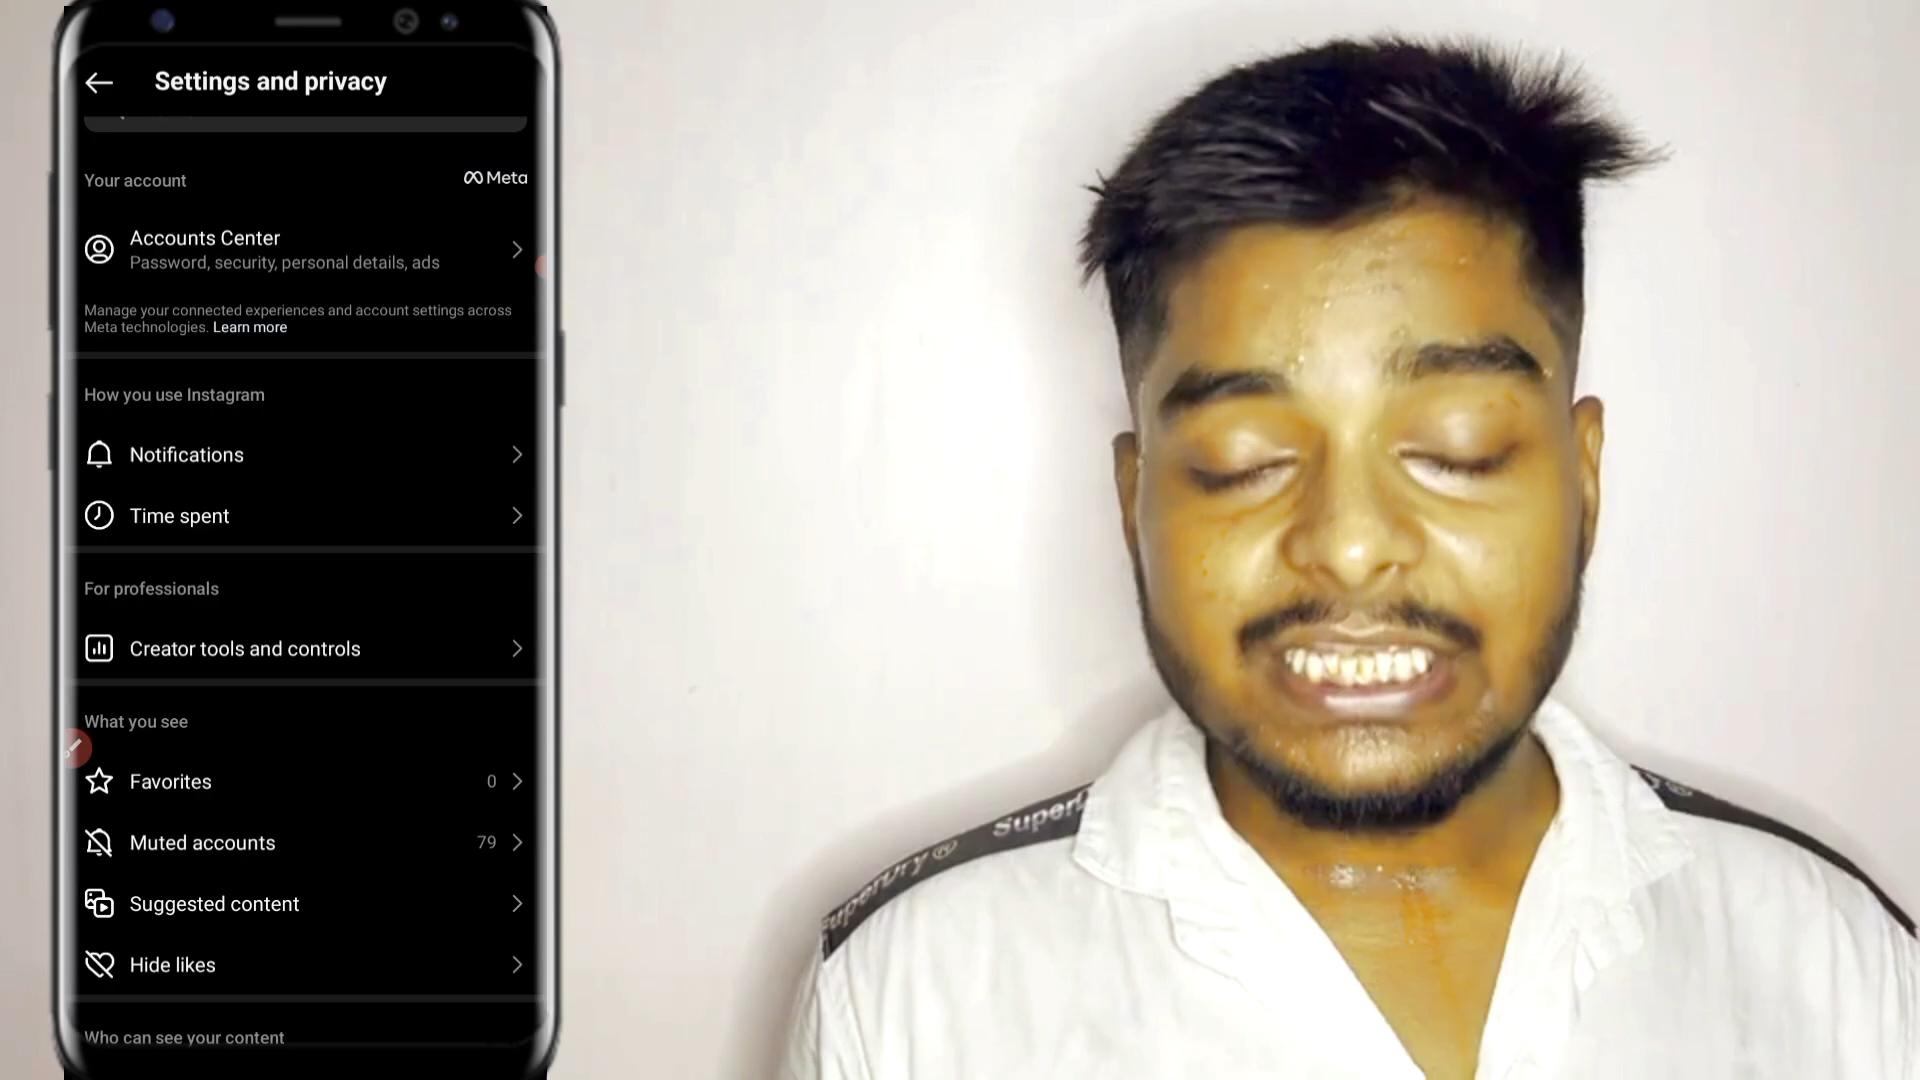 Settings and privacy
Your account
Meta
Accounts Center
Password, security, personal details, ads
Manage your connected experiences and account settings across
Meta technologies. Learn more
How you use Instagram
Notifications
Time spent
For professionals
Creator tools and controls
What you see
Favorites 0
Muted accounts 79
Suggested content
Hide likes
Who can see your content
Superdry®